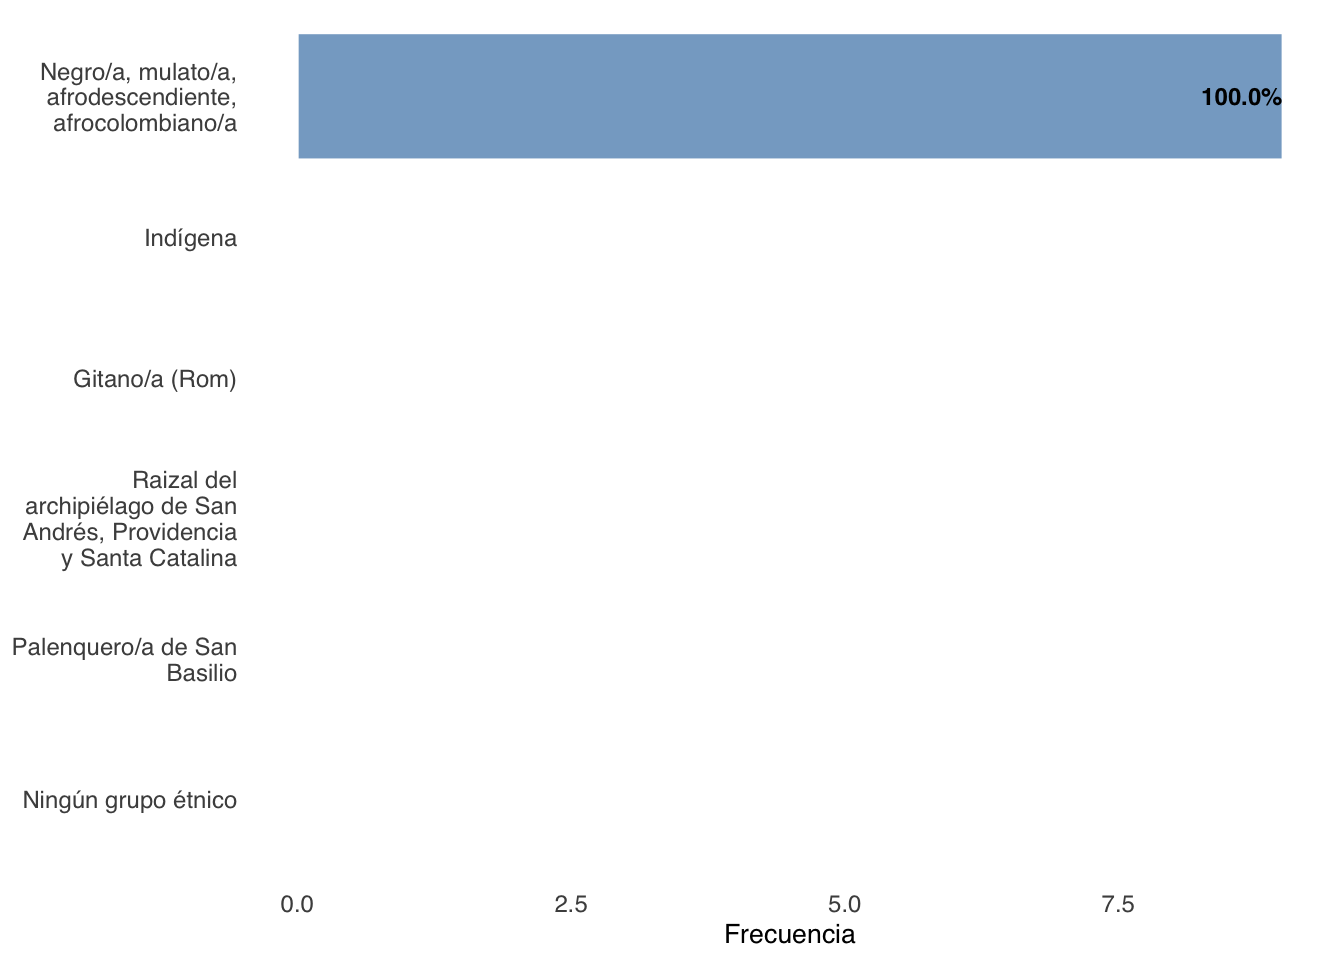 Negro/a, mulato/a,
afrodescendiente,
afrocolombiano/a
100.0%
Indígena
Gitano/a (Rom)
Raizal del
archipiélago de San
Andrés, Providencia
y Santa Catalina
Palenquero/a de San
Basilio
Ningún grupo étnico
0.0 2.5 5.0 7.5
Frecuencia